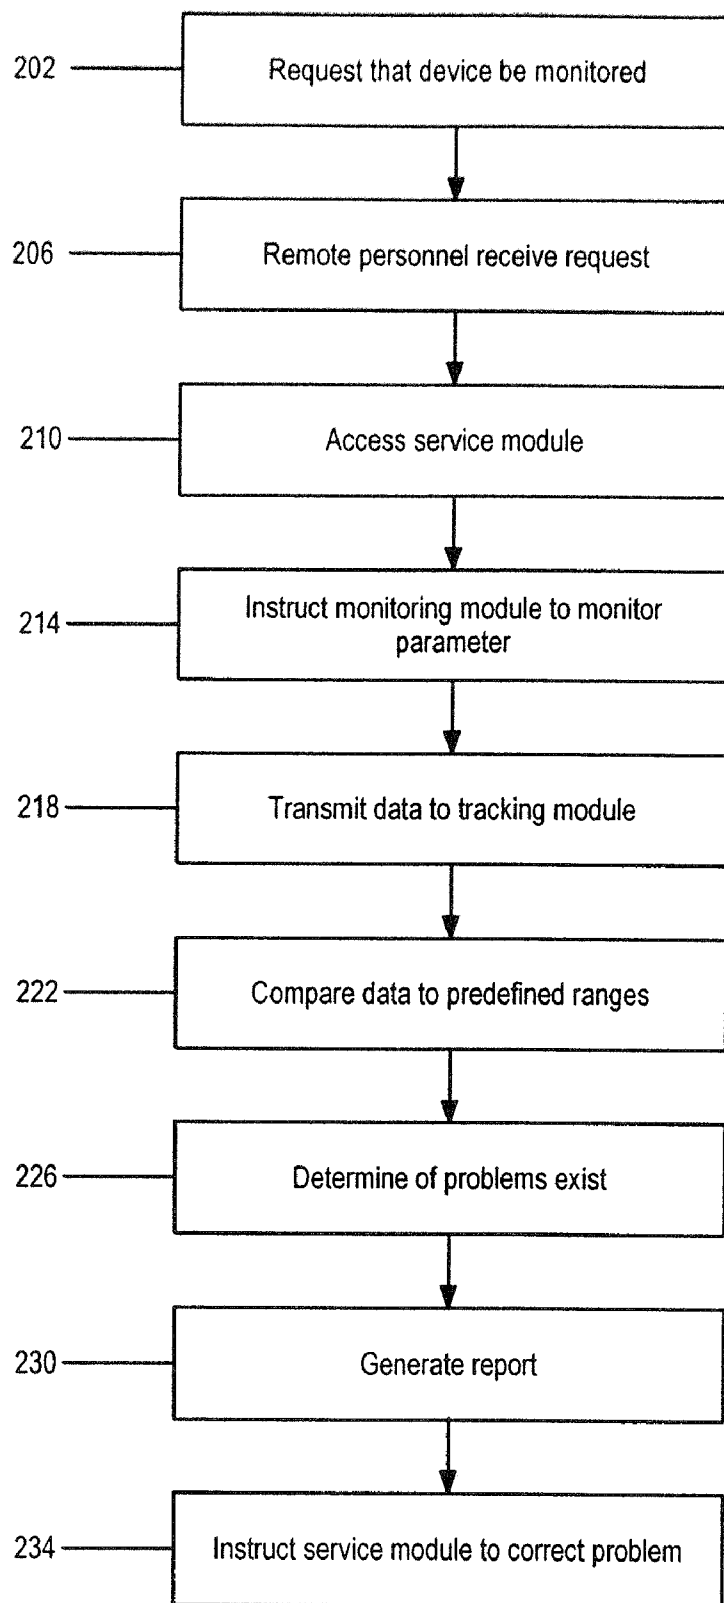 202 Request that device be monitored
206 Remote personnel receive request
210 Access service module
214 Instruct monitoring module to monitor
parameter
218 Transmit data to tracking module
222 Compare data to predefined ranges
226 Determine of problems exist
230 Generate report
234 Instruct service module to correct problem